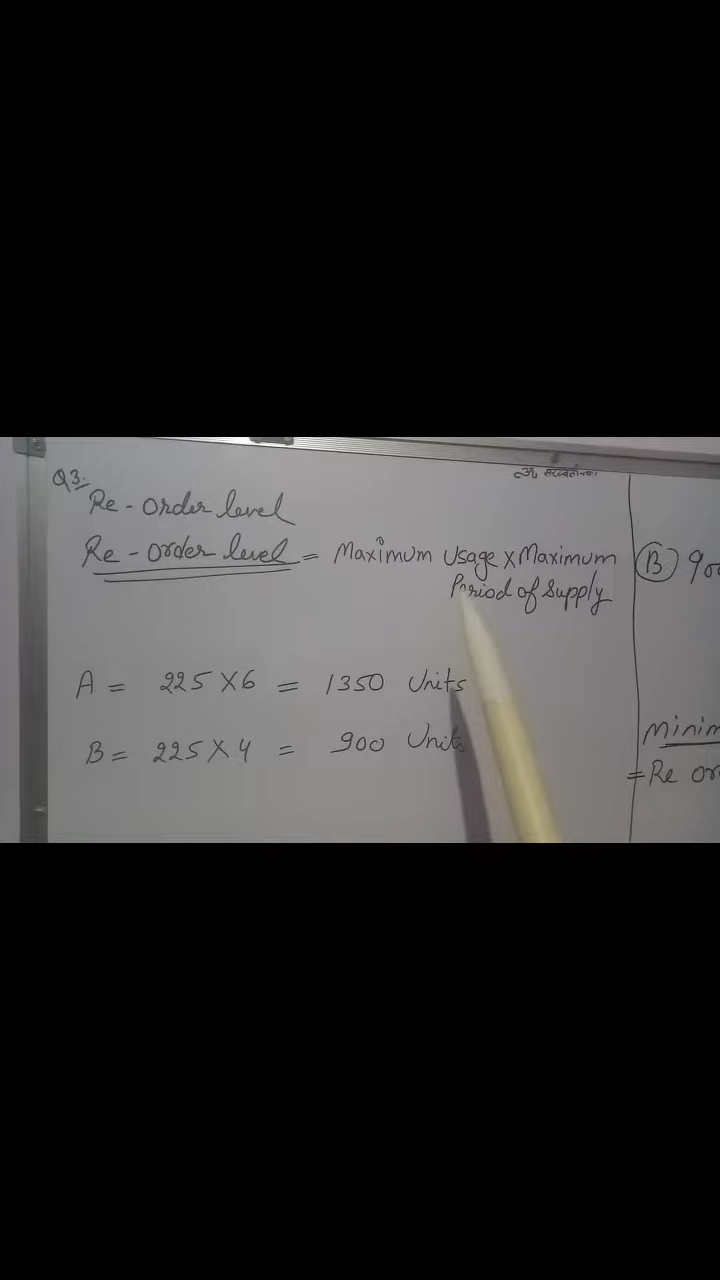 Q3.
Re-order level
Re-order level = Maximum Usage x Maximum
Period of Supply
A = 225 X 6 = 1350 Units
B = 225 X 4 = 900 Units
(B) 900
Minim
= Re or